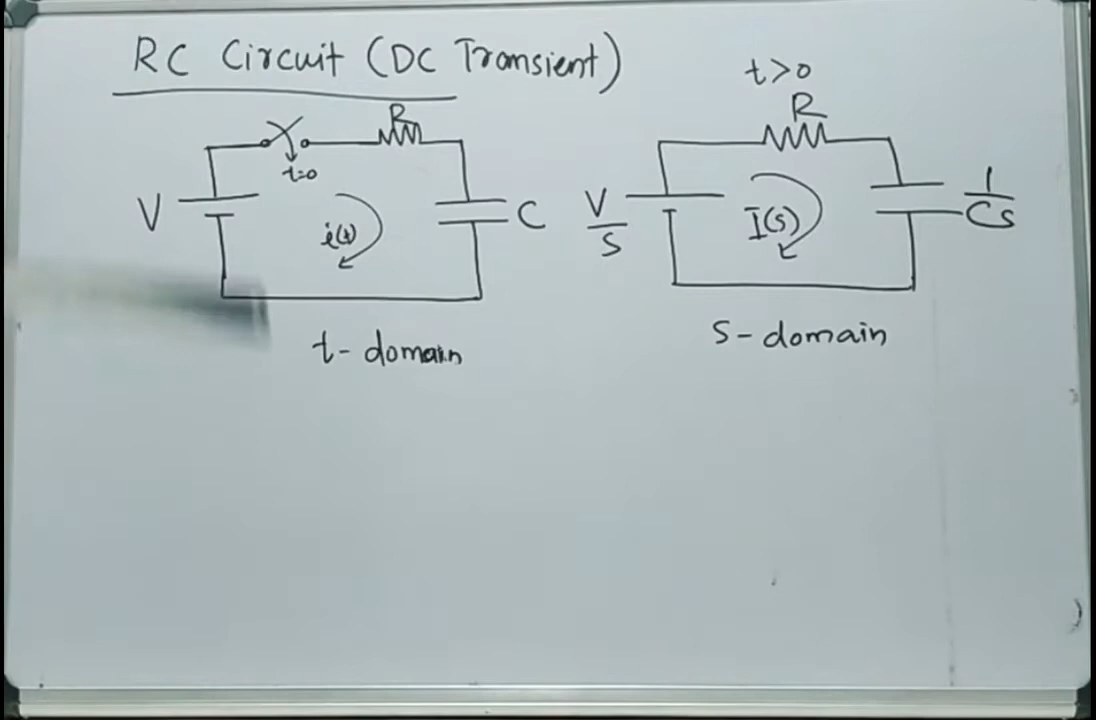 RC Circuit (DC Transient)
t>0
R
R
t=0
V
i(t)
C
V/S
I(s)
1/Cs
t-domain
S-domain